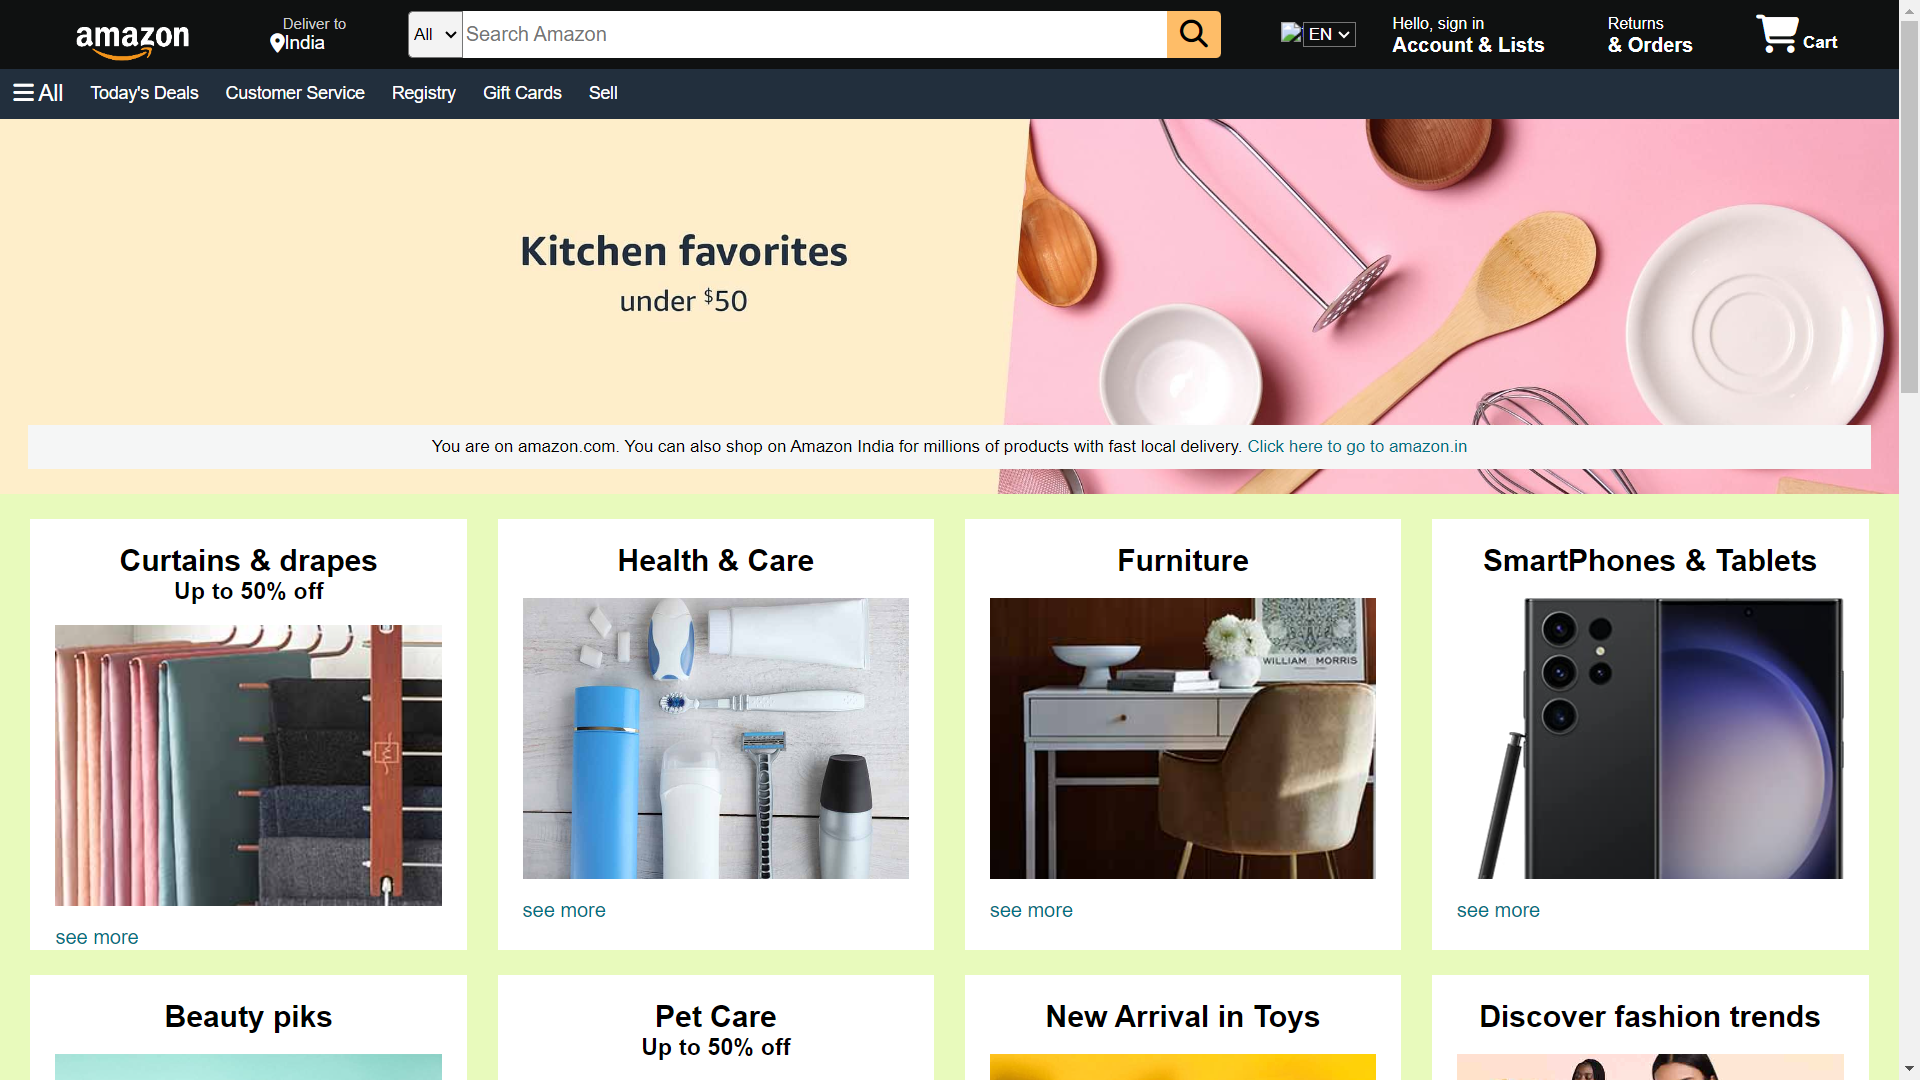 amazon
Deliver to
India
All
Search Amazon
EN
Hello, sign in
Account & Lists
Returns
& Orders
Cart
All
Today's Deals
Customer Service
Registry
Gift Cards
Sell
Kitchen favorites
under $50
You are on amazon.com. You can also shop on Amazon India for millions of products with fast local delivery. Click here to go to amazon.in
Curtains & drapes
Up to 50% off
see more
Health & Care
see more
Furniture
WILLIAM MORRIS
see more
SmartPhones & Tablets
see more
Beauty piks
Pet Care
Up to 50% off
New Arrival in Toys
Discover fashion trends